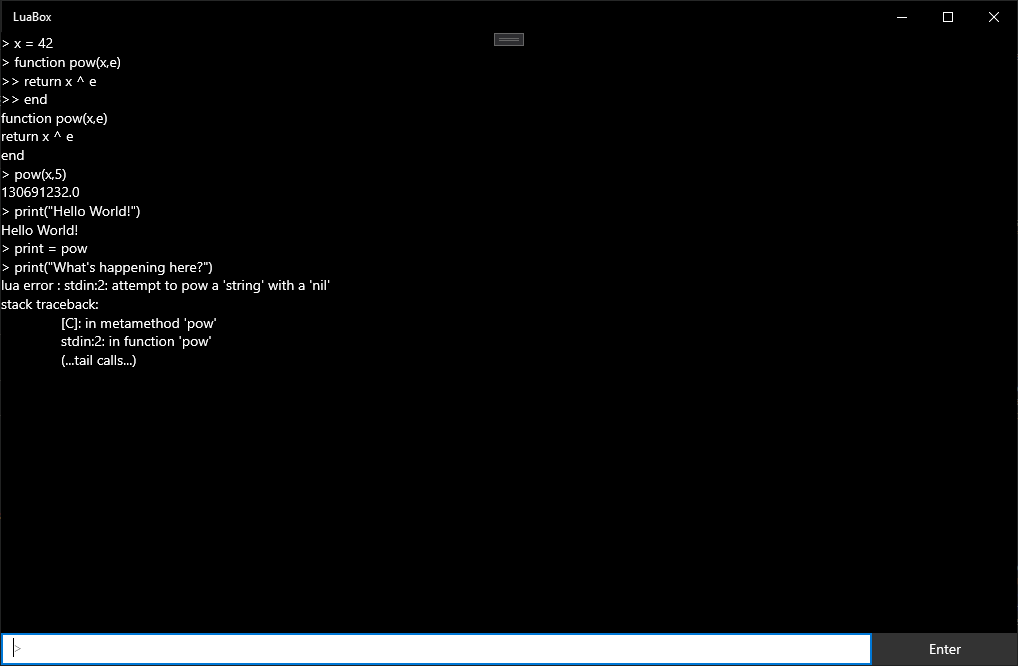 LuaBox
> x = 42
> function pow(x,e)
>> return x ^ e
>> end
function pow(x,e)
return x ^ e
end
> pow(x,5)
130691232.0
> print("Hello World!")
Hello World!
> print = pow
> print("What's happening here?")
lua error : stdin:2: attempt to pow a 'string' with a 'nil'
stack traceback:
[C]: in metamethod 'pow'
stdin:2: in function 'pow'
(...tail calls...)
>
Enter